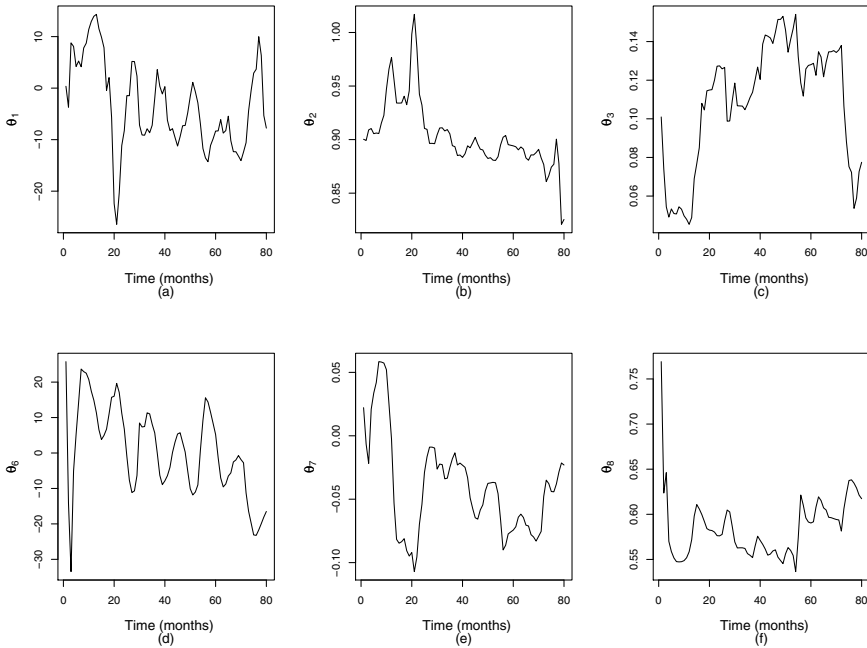 θ1
10
0
−10
−20
0 20 40 60 80
Time (months)
(a)
θ2
1.00
0.95
0.90
0.85
0 20 40 60 80
Time (months)
(b)
θ3
0.14
0.12
0.10
0.08
0.06
0 20 40 60 80
Time (months)
(c)
θ6
20
10
0
−10
−20
−30
0 20 40 60 80
Time (months)
(d)
θ7
0.05
0.00
−0.05
−0.10
0 20 40 60 80
Time (months)
(e)
θ8
0.75
0.70
0.65
0.60
0.55
0 20 40 60 80
Time (months)
(f)